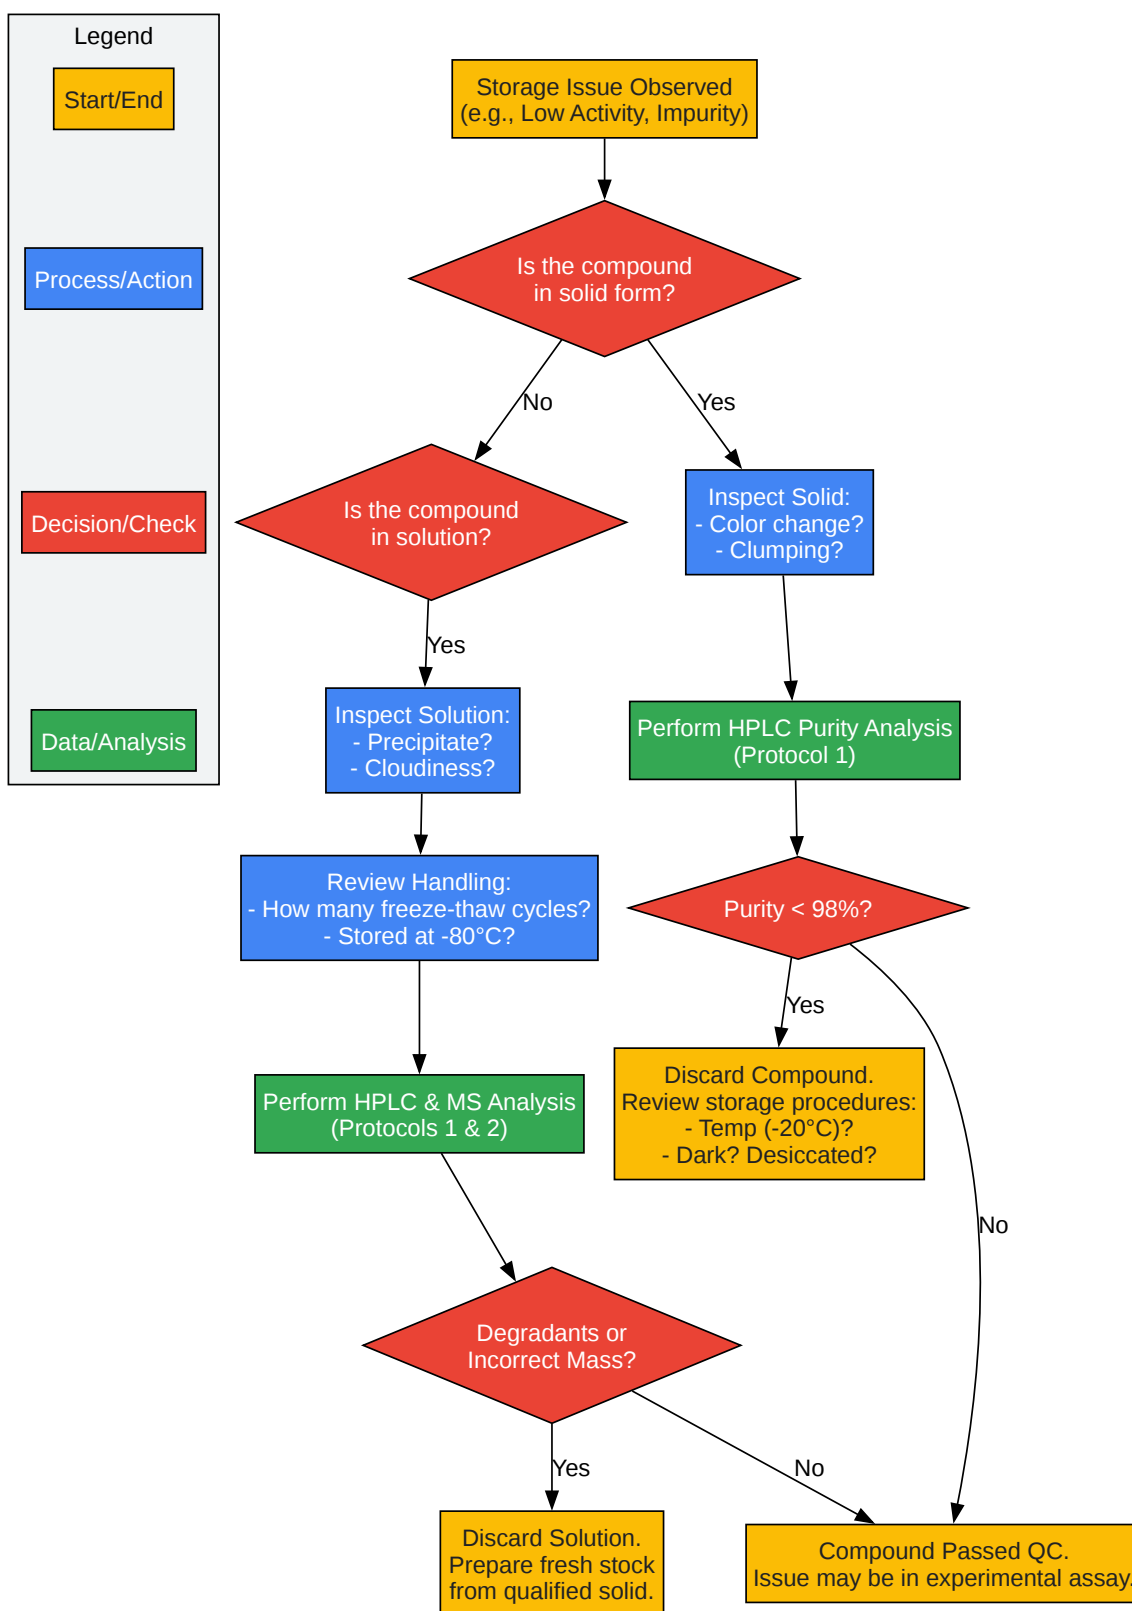 Legend
Start/End
Process/Action
Decision/Check
Data/Analysis
Storage Issue Observed
(e.g., Low Activity, Impurity)
Is the compound
in solid form?
No
Yes
Is the compound
in solution?
Inspect Solid:
- Color change?
- Clumping?
Yes
Inspect Solution:
- Precipitate?
- Cloudiness?
Perform HPLC Purity Analysis
(Protocol 1)
Review Handling:
- How many freeze-thaw cycles?
- Stored at -80°C?
Purity < 98%?
Yes
Discard Compound.
Review storage procedures:
- Temp (-20°C)?
- Dark? Desiccated?
Perform HPLC & MS Analysis
(Protocols 1 & 2)
No
Degradants or
Incorrect Mass?
Yes
No
Discard Solution.
Prepare fresh stock
from qualified solid.
Compound Passed QC.
Issue may be in experimental assay.